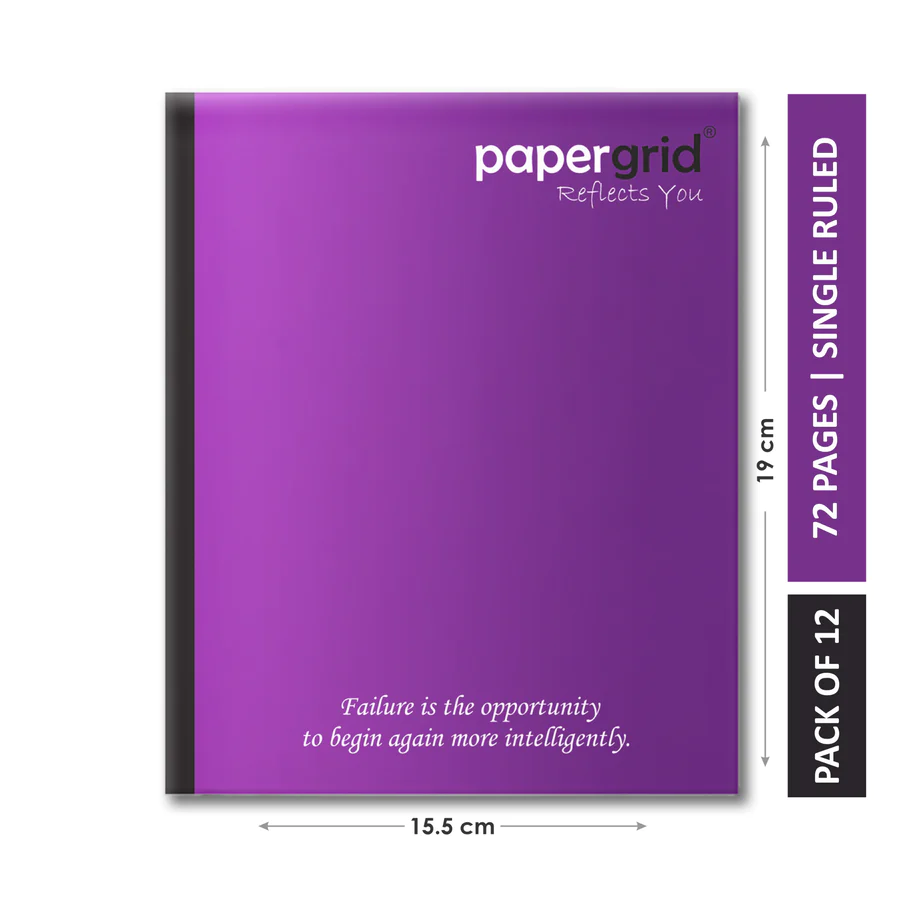 papergrid®
Reflects You
Failure is the opportunity
to begin again more intelligently.
15.5 cm
19 cm
72 PAGES | SINGLE RULED
PACK OF 12